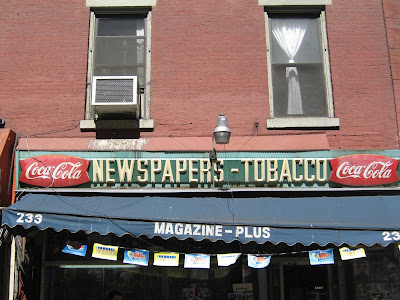 Coca-Cola NEWSPAPERS - TOBACCO Coca-Cola
233 MAGAZINE - PLUS 23